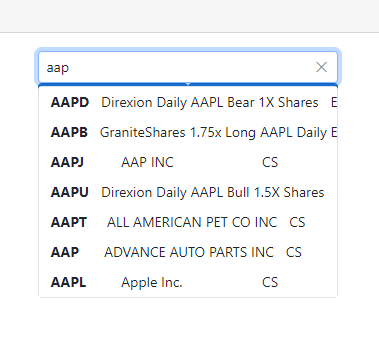 aap
AAPD Direxion Daily AAPL Bear 1X Shares E
AAPB GraniteShares 1.75x Long AAPL Daily E
AAPJ AAP INC CS
AAPU Direxion Daily AAPL Bull 1.5X Shares
AAPT ALL AMERICAN PET CO INC CS
AAP ADVANCE AUTO PARTS INC CS
AAPL Apple Inc. CS